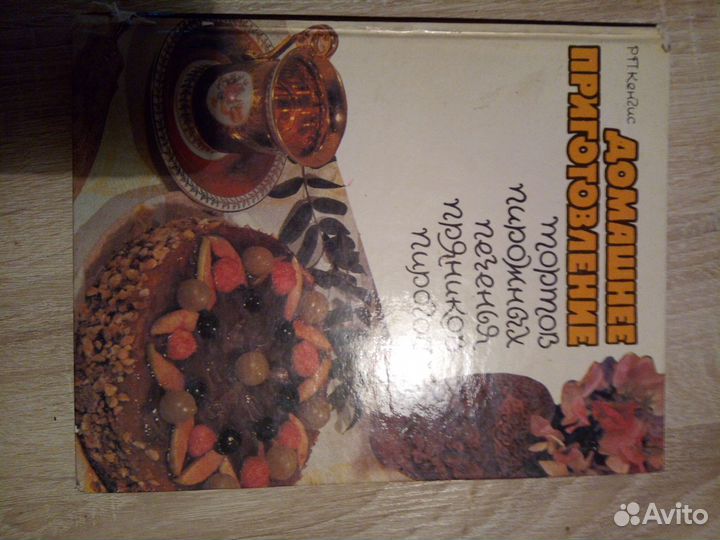 Р.П. Кенгис
ДОМАШНЕЕ
ПРИГОТОВЛЕНИЕ
тортов
пирожных
печенья
пряников
пирогов
Avito